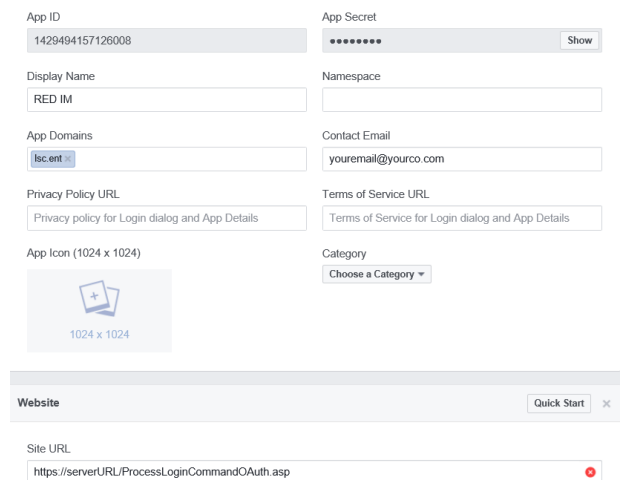 App ID
App Secret
1429494157126008
●●●●●●●●
Show
Display Name
Namespace
RED IM
App Domains
Contact Email
lsc.ent ×
youremail@yourco.com
Privacy Policy URL
Terms of Service URL
Privacy policy for Login dialog and App Details
Terms of Service for Login dialog and App Details
App Icon (1024 x 1024)
Category
Choose a Category
1024 x 1024
Website
Quick Start
Site URL
https://serverURL/ProcessLoginCommandOAuth.asp